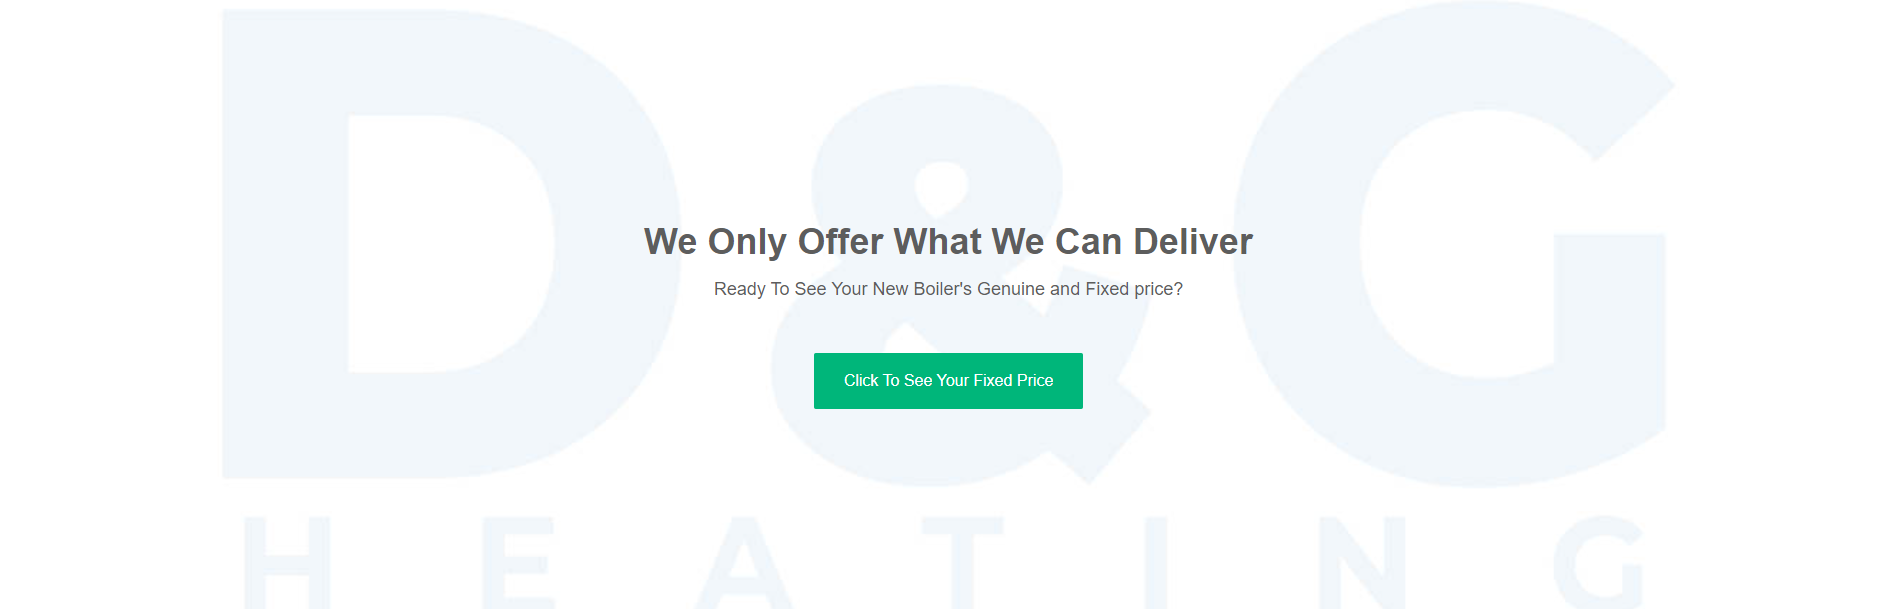 D&G
HEATING
We Only Offer What We Can Deliver
Ready To See Your New Boiler's Genuine and Fixed price?
Click To See Your Fixed Price